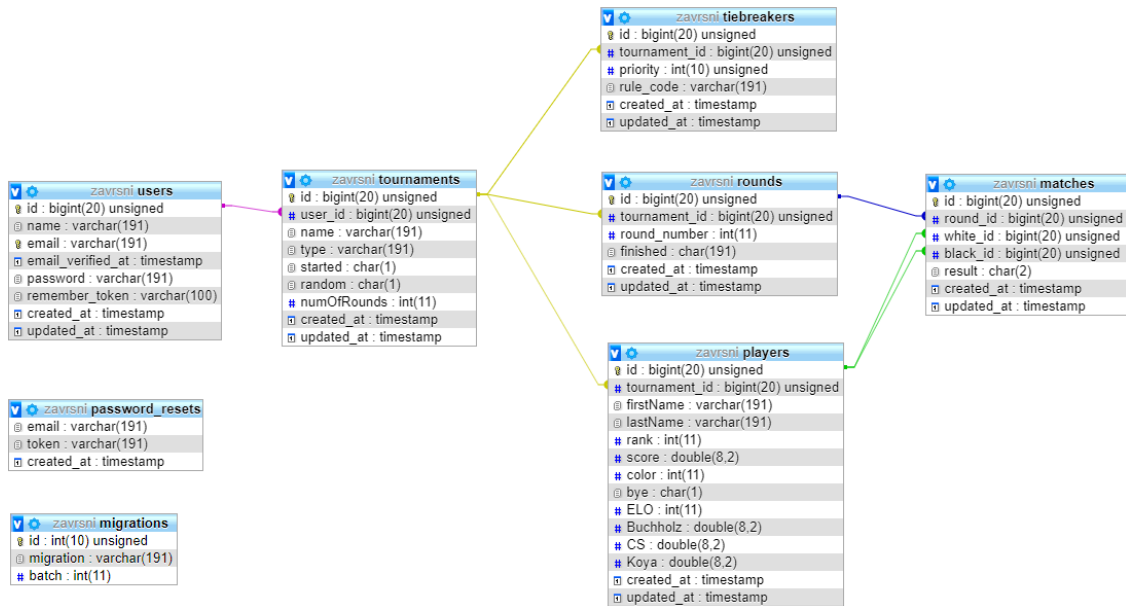 zavrsni tiebreakers
id : bigint(20) unsigned
tournament_id : bigint(20) unsigned
priority : int(10) unsigned
rule_code : varchar(191)
created_at : timestamp
updated_at : timestamp
zavrsni users
id : bigint(20) unsigned
name : varchar(191)
email : varchar(191)
email_verified_at : timestamp
password : varchar(191)
remember_token : varchar(100)
created_at : timestamp
updated_at : timestamp
zavrsni tournaments
id : bigint(20) unsigned
user_id : bigint(20) unsigned
name : varchar(191)
type : varchar(191)
started : char(1)
random : char(1)
numOfRounds : int(11)
created_at : timestamp
updated_at : timestamp
zavrsni rounds
id : bigint(20) unsigned
tournament_id : bigint(20) unsigned
round_number : int(11)
finished : char(191)
created_at : timestamp
updated_at : timestamp
zavrsni matches
id : bigint(20) unsigned
round_id : bigint(20) unsigned
white_id : bigint(20) unsigned
black_id : bigint(20) unsigned
result : char(2)
created_at : timestamp
updated_at : timestamp
zavrsni players
id : bigint(20) unsigned
tournament_id : bigint(20) unsigned
firstName : varchar(191)
lastName : varchar(191)
rank : int(11)
score : double(8,2)
color : int(11)
bye : char(1)
ELO : int(11)
Buchholz : double(8,2)
CS : double(8,2)
Koya : double(8,2)
created_at : timestamp
updated_at : timestamp
zavrsni password_resets
email : varchar(191)
token : varchar(191)
created_at : timestamp
zavrsni migrations
id : int(10) unsigned
migration : varchar(191)
batch : int(11)